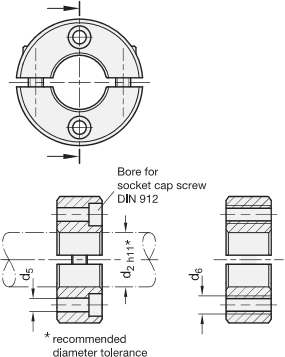 Bore for
socket cap screw
DIN 912
d5
d2 h11*
d6
* recommended
diameter tolerance